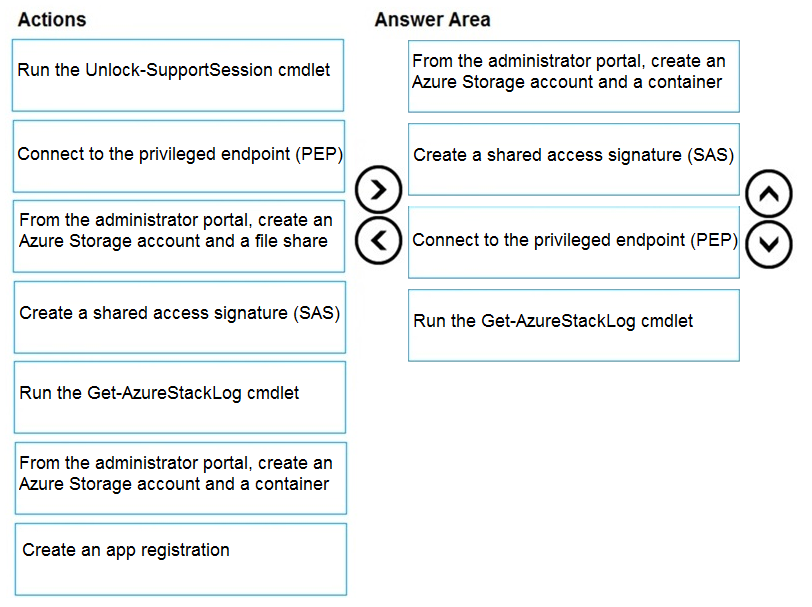 Actions
Run the Unlock-SupportSession cmdlet
Connect to the privileged endpoint (PEP)
From the administrator portal, create an
Azure Storage account and a file share
Create a shared access signature (SAS)
Run the Get-AzureStackLog cmdlet
From the administrator portal, create an
Azure Storage account and a container
Create an app registration
Answer Area
From the administrator portal, create an
Azure Storage account and a container
Create a shared access signature (SAS)
Connect to the privileged endpoint (PEP)
Run the Get-AzureStackLog cmdlet